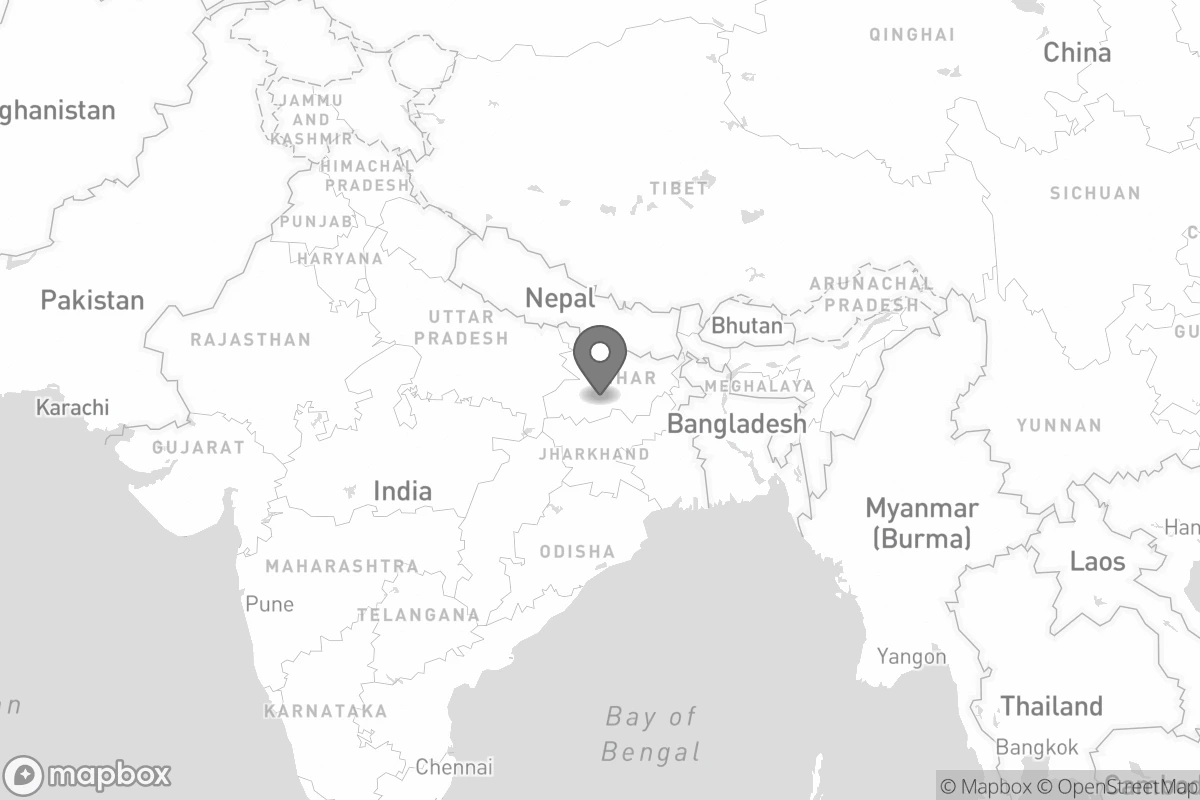 QINGHAI
China
ghanistan
JAMMU
AND
KASHMIR
HIMACHAL
PRADESH
TIBET
SICHUAN
PUNJAB
HARYANA
C
Pakistan
Nepal
ARUNACHAL
PRADESH
RAJASTHAN
UTTAR
PRADESH
Bhutan
GU
HAR
MEGHALAYA
Karachi
Bangladesh
YUNNAN
GUJARAT
JHARKHAND
India
Myanmar
(Burma)
Han
ODISHA
Laos
MAHARASHTRA
Pune
TELANGANA
Yangon
n
KARNATAKA
Bay of
Bengal
Thailand
Bangkok
Chennai
mapbox
Cambod
© Mapbox © OpenStreetMap